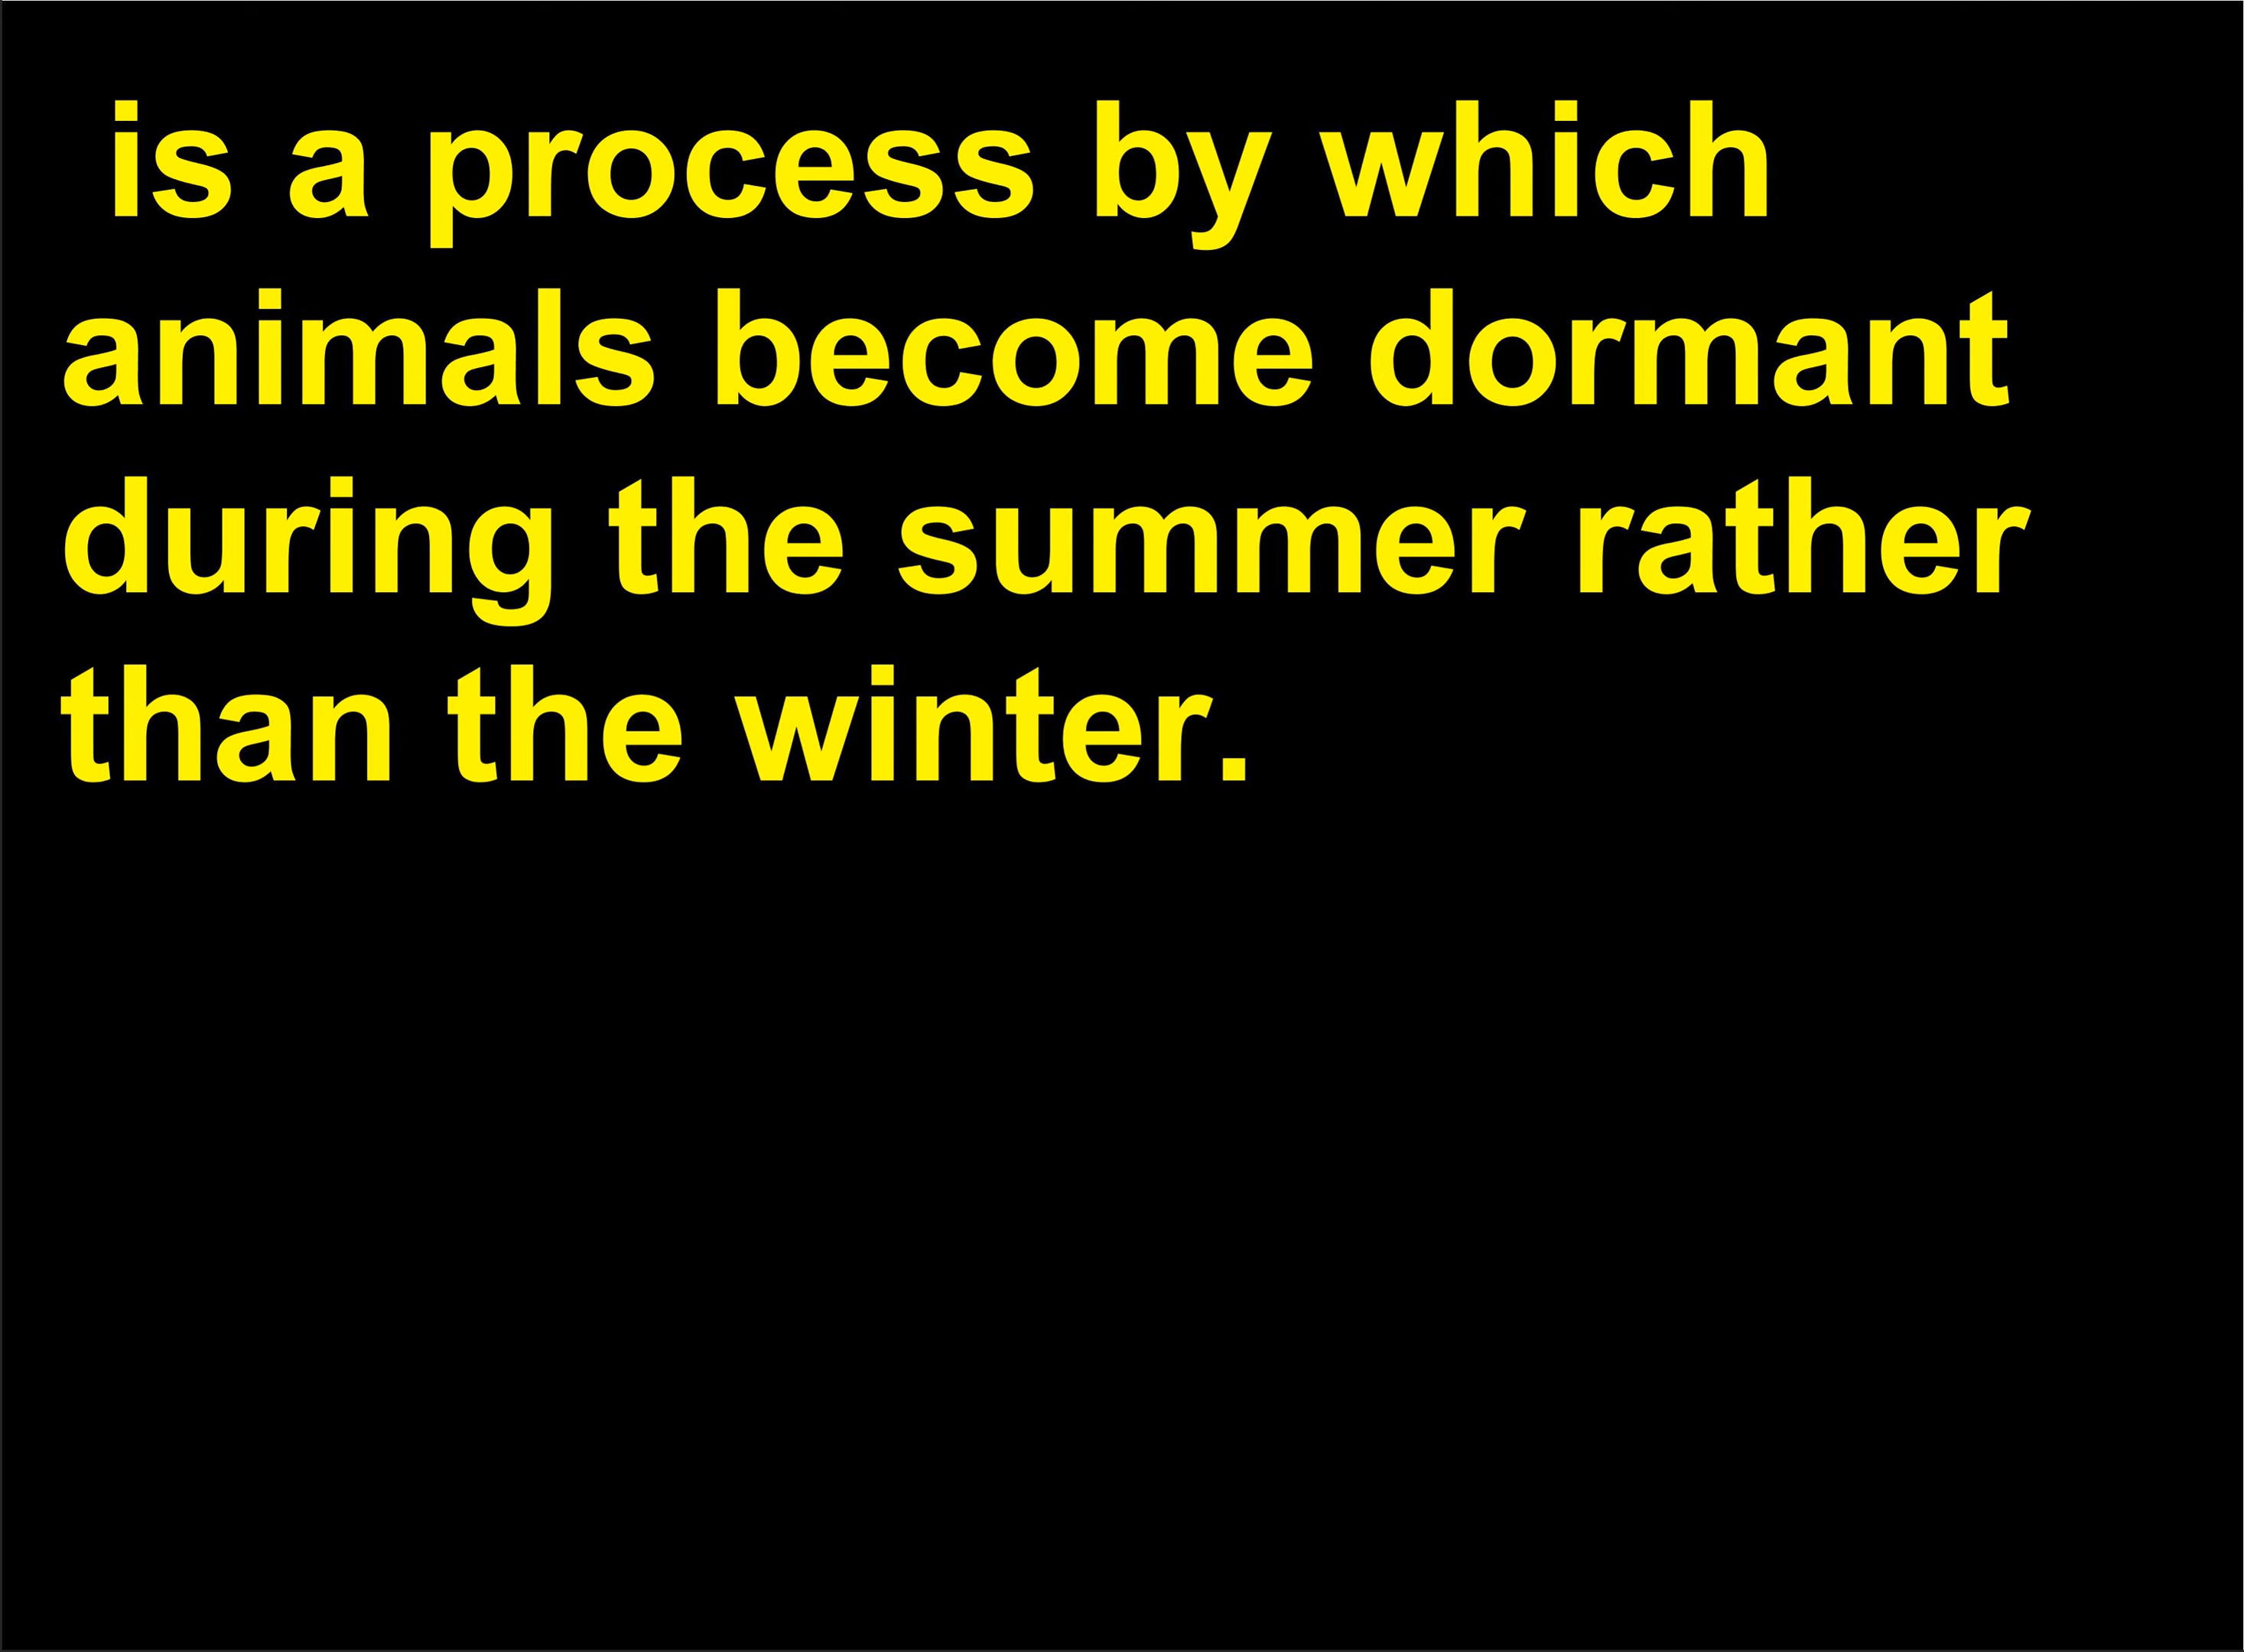 is a process by which
animals become dormant
during the summer rather
than the winter.